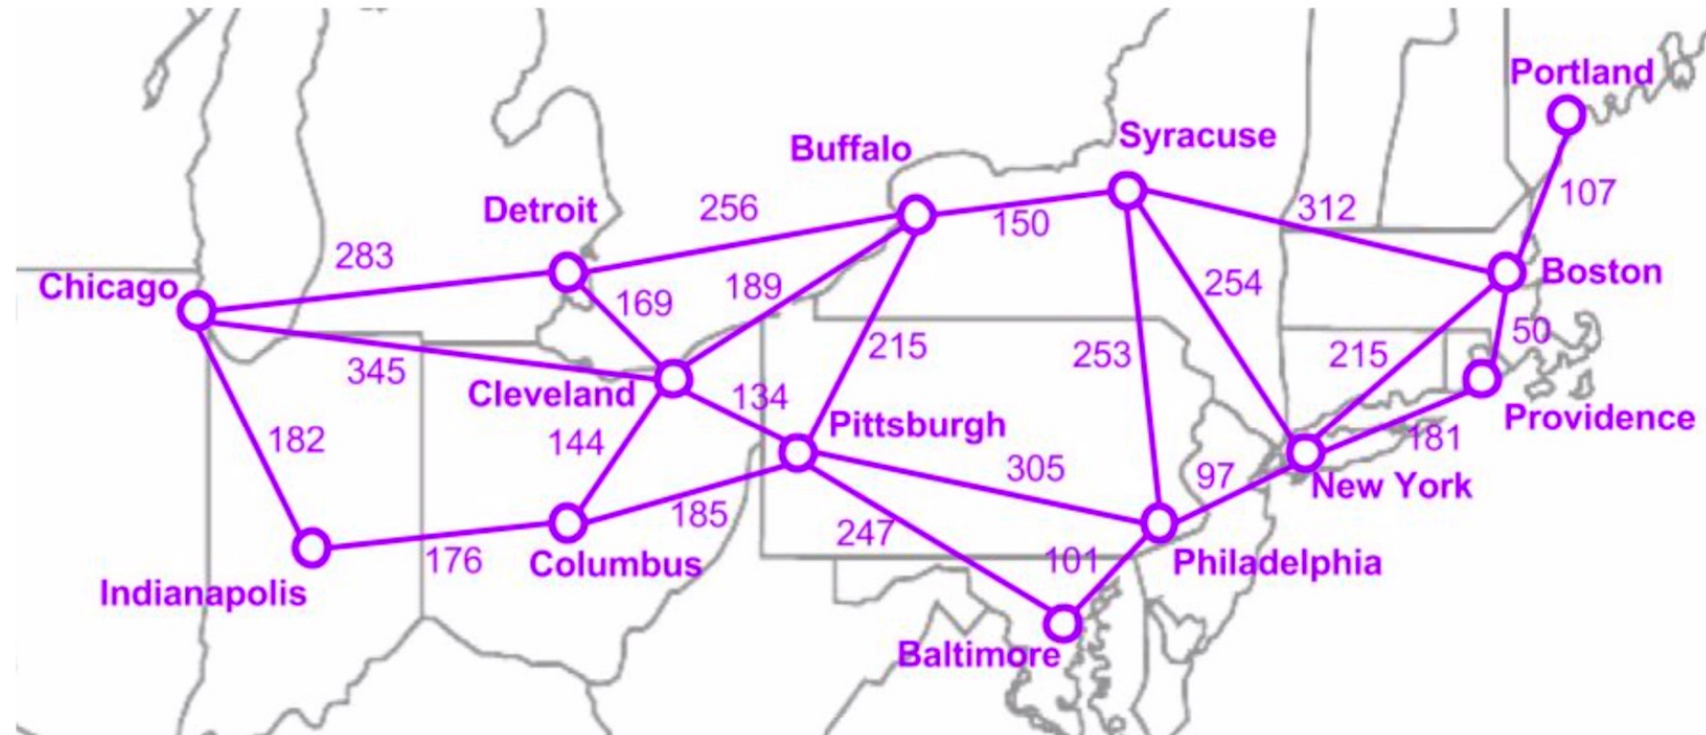 Portland
Syracuse
Buffalo
107
Detroit
256
312
150
283
Boston
Chicago
189
254
169
50
215
253
215
345
Cleveland
134
Pittsburgh
Providence
182
144
181
305
97
New York
185
247
176
Columbus
101
Philadelphia
Indianapolis
Baltimore